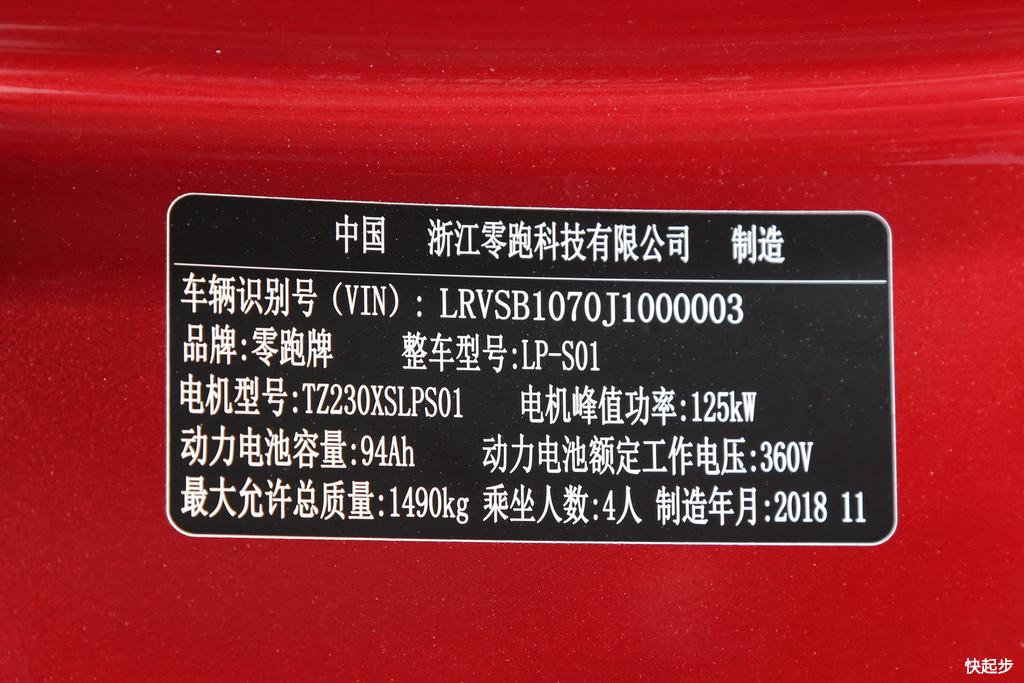 中国 浙江零跑科技有限公司 制造
车辆识别号（VIN）：LRVSB1070J1000003
品牌:零跑牌 整车型号:LP-S01
电机型号:TZ230XSLPS01 电机峰值功率:125kW
动力电池容量:94Ah 动力电池额定工作电压:360V
最大允许总质量:1490kg 乘坐人数:4人 制造年月:2018 11
快起步